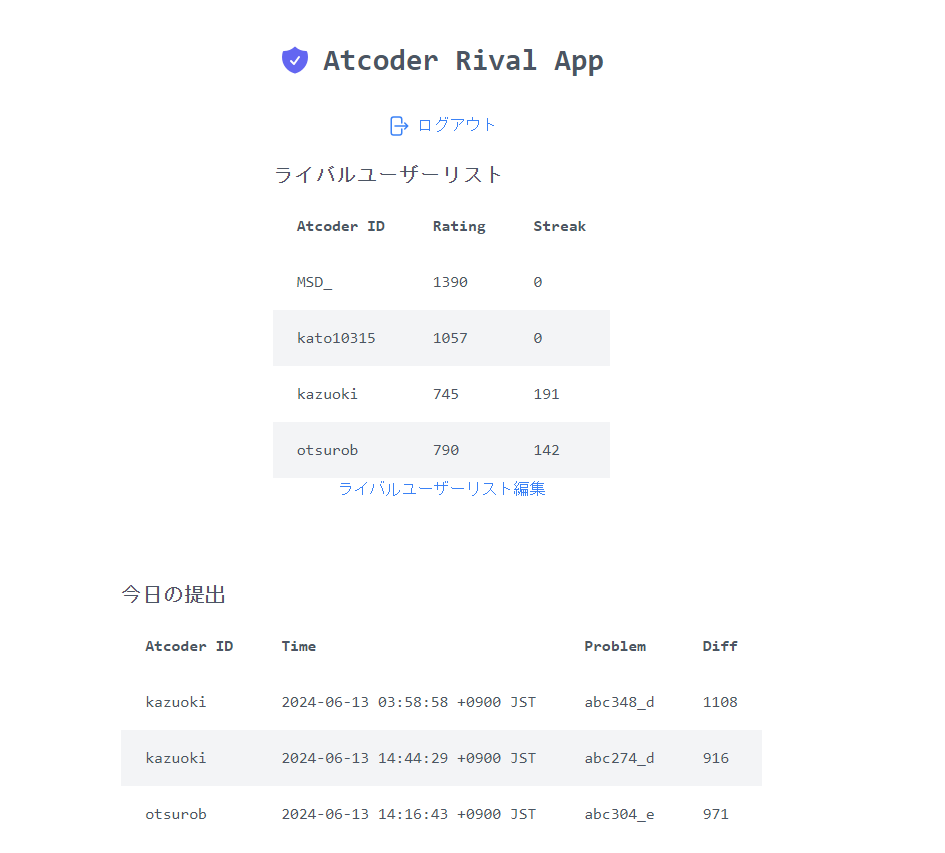 Atcoder Rival App
ログアウト
ライバルユーザーリスト
Atcoder ID Rating Streak
MSD_ 1390 0
kato10315 1057 0
kazuoki 745 191
otsurob 790 142
ライバルユーザーリスト編集
今日の提出
Atcoder ID Time Problem Diff
kazuoki 2024-06-13 03:58:58 +0900 JST abc348_d 1108
kazuoki 2024-06-13 14:44:29 +0900 JST abc274_d 916
otsurob 2024-06-13 14:16:43 +0900 JST abc304_e 971